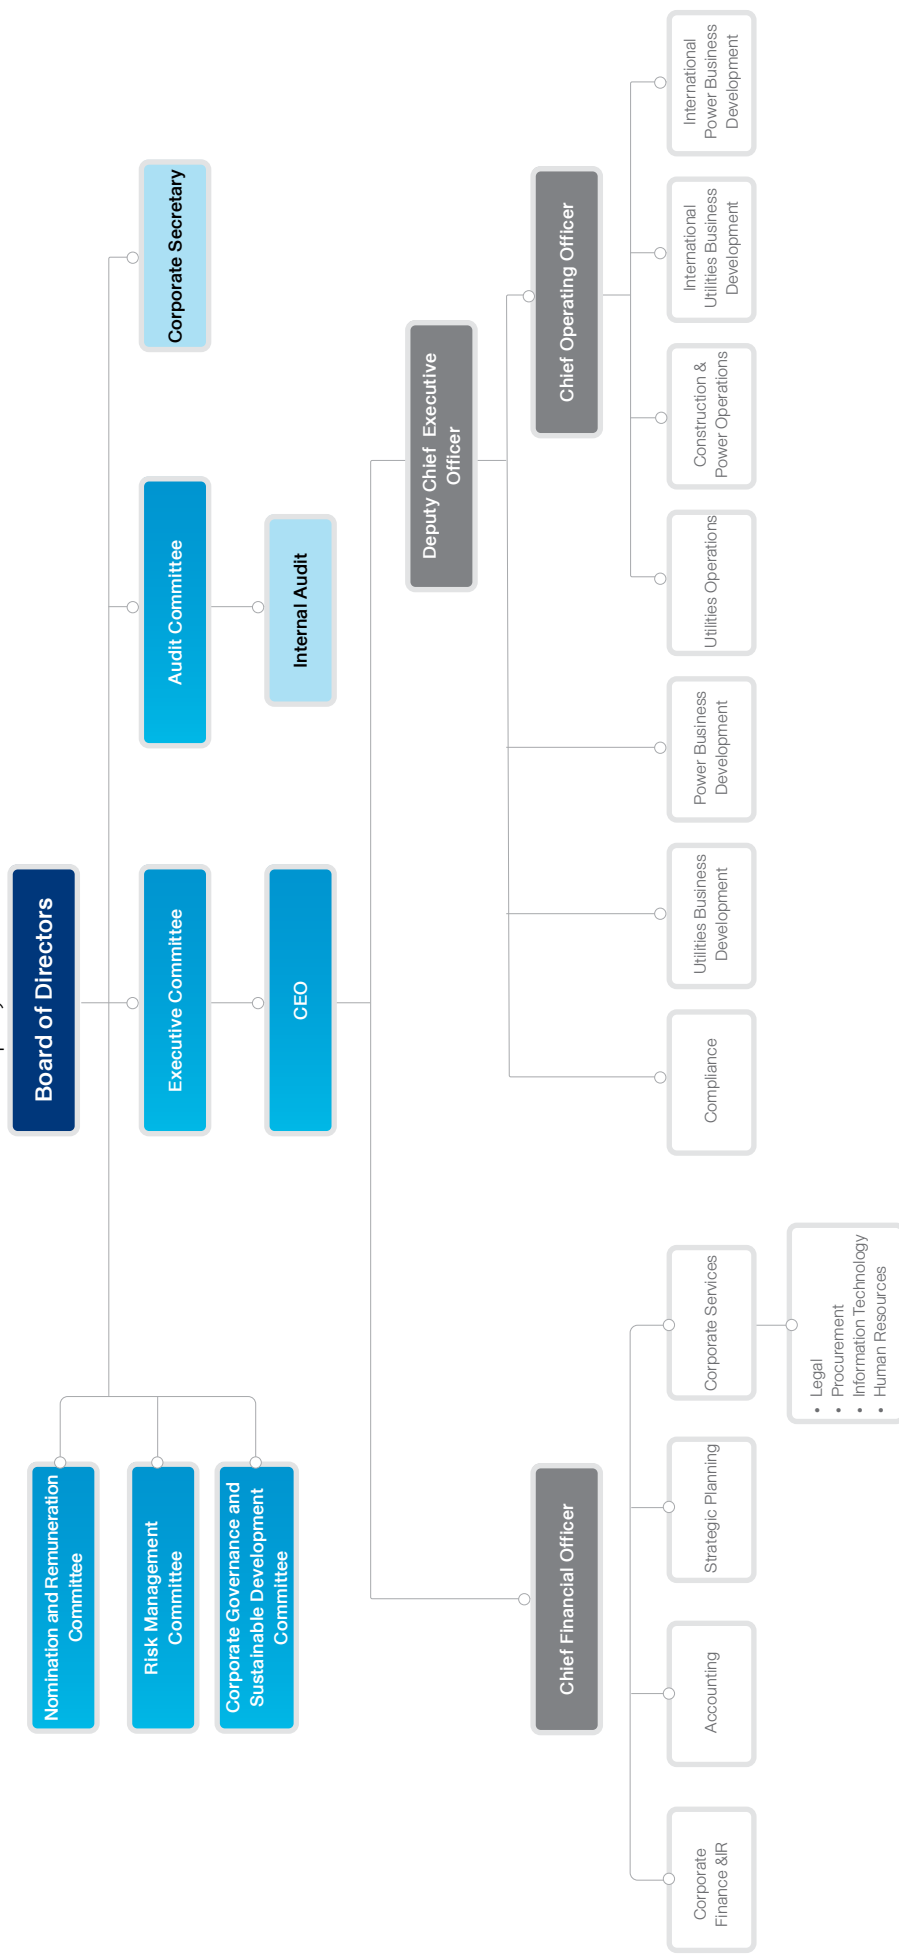 Board of Directors
Nomination and Remuneration
Committee
Risk Management
Committee
Corporate Governance and
Sustainable Development
Committee
Executive Committee
Audit Committee
Corporate Secretary
CEO
Internal Audit
Deputy Chief Executive
Officer
Chief Financial Officer
Chief Operating Officer
Corporate
Finance &IR
Accounting
Strategic Planning
Corporate Services
Compliance
Utilities Business
Development
Power Business
Development
Utilities Operations
Construction &
Power Operations
International
Utilities Business
Development
International
Power Business
Development
• Legal
• Procurement
• Information Technology
• Human Resources